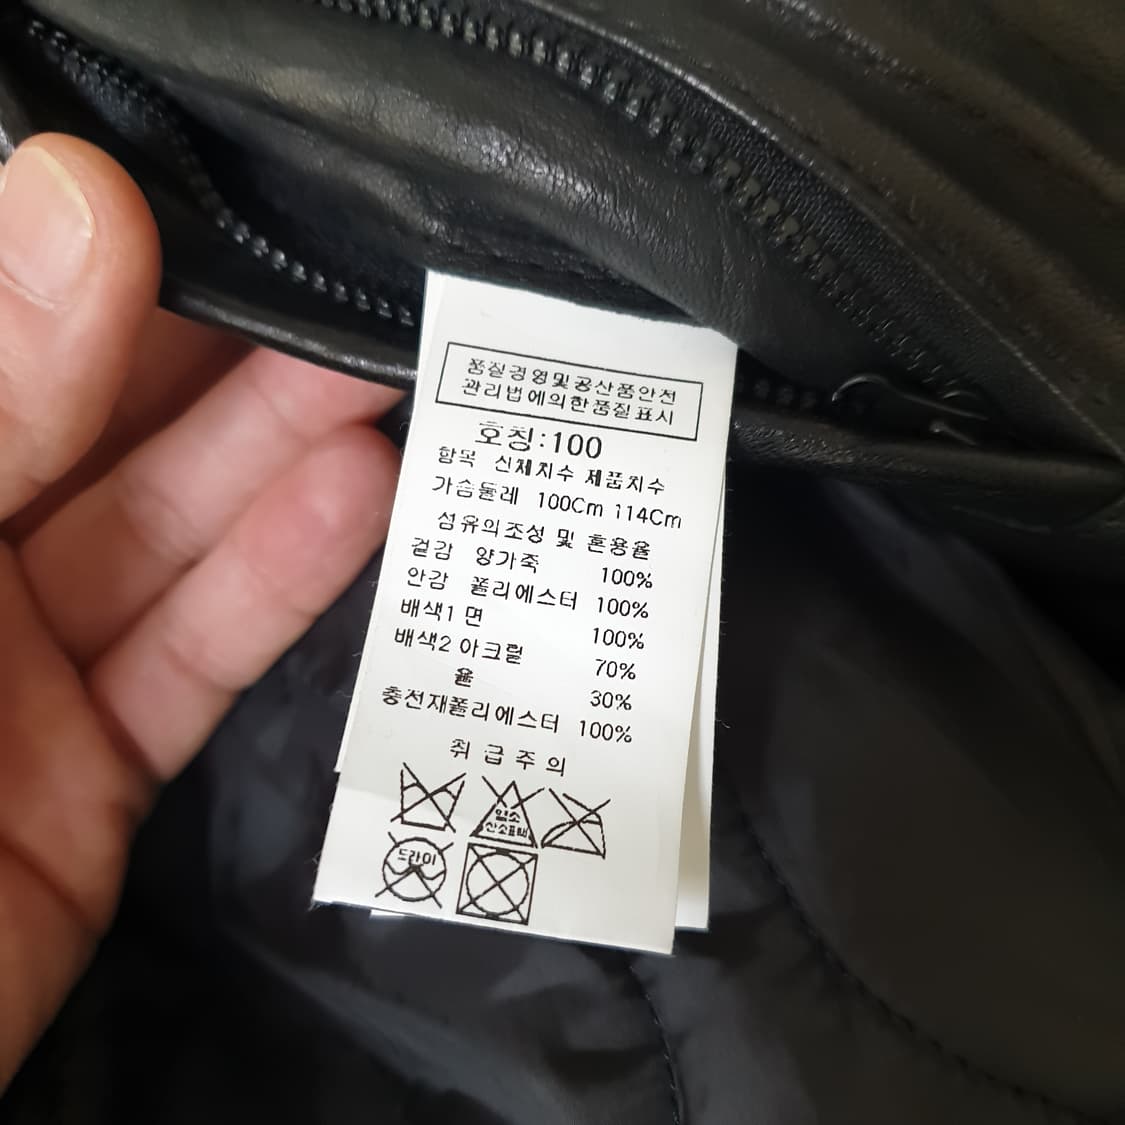 품질경영및공산품안전
관리법에의한품질표시
호칭:100
항목 신체치수 제품치수
가슴둘레 100Cm 114Cm
섬유의조성 및 혼용율
겉감 양가죽 100%
안감 폴리에스터 100%
배색1 면 100%
배색2 아크릴 70%
울 30%
충전재폴리에스터 100%
취 급 주 의
염소
산소표백
드라이